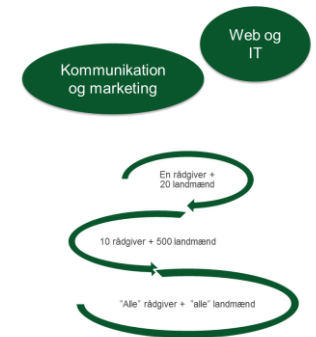 Web og
IT
Kommunikation
og marketing
En rådgiver +
20 landmænd
10 rådgiver + 500 landmænd
"Alle" rådgiver + "alle" landmænd